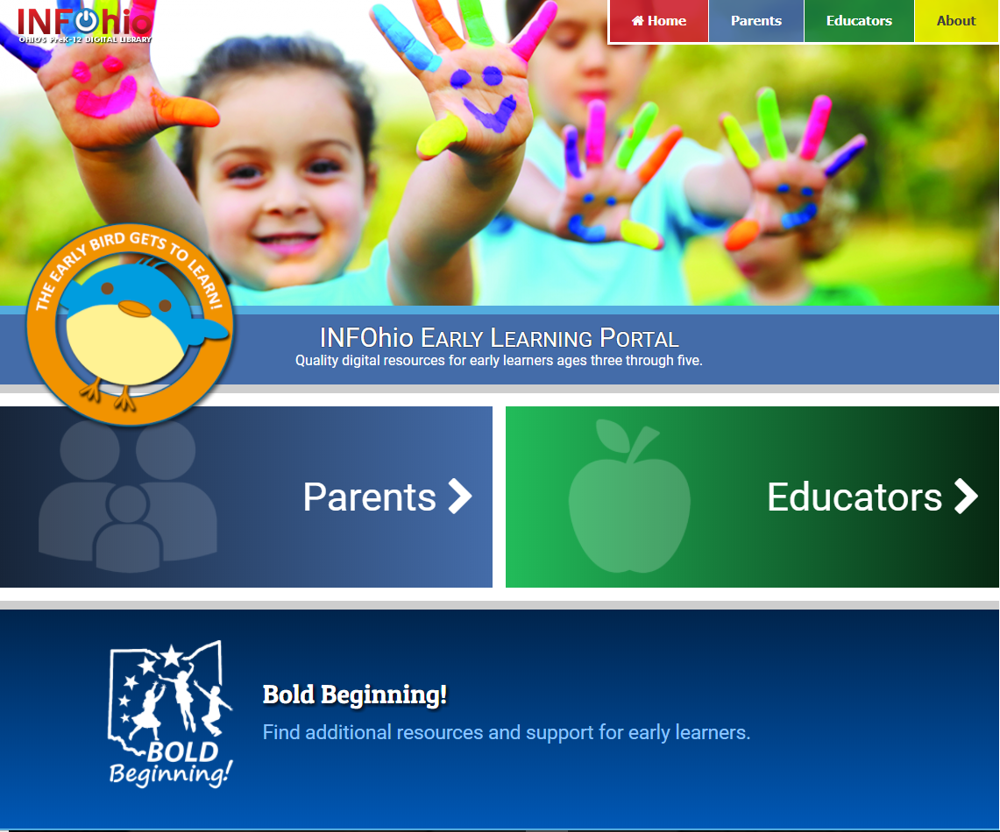 INFOhio
OHIO'S PreK-12 DIGITAL LIBRARY
Home
Parents
Educators
About
THE EARLY BIRD GETS TO LEARN!
INFOhio EARLY LEARNING PORTAL
Quality digital resources for early learners ages three through five.
Parents
Educators
BOLD
Beginning!
Bold Beginning!
Find additional resources and support for early learners.